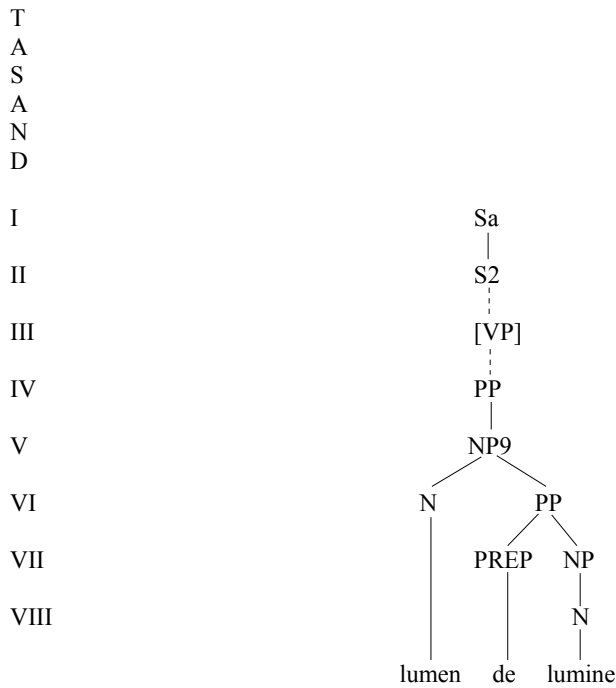 T
A
S
A
N
D
I Sa
II S2
III [VP]
IV PP
V NP9
VI N PP
VII PREP NP
VIII N
lumen de lumine